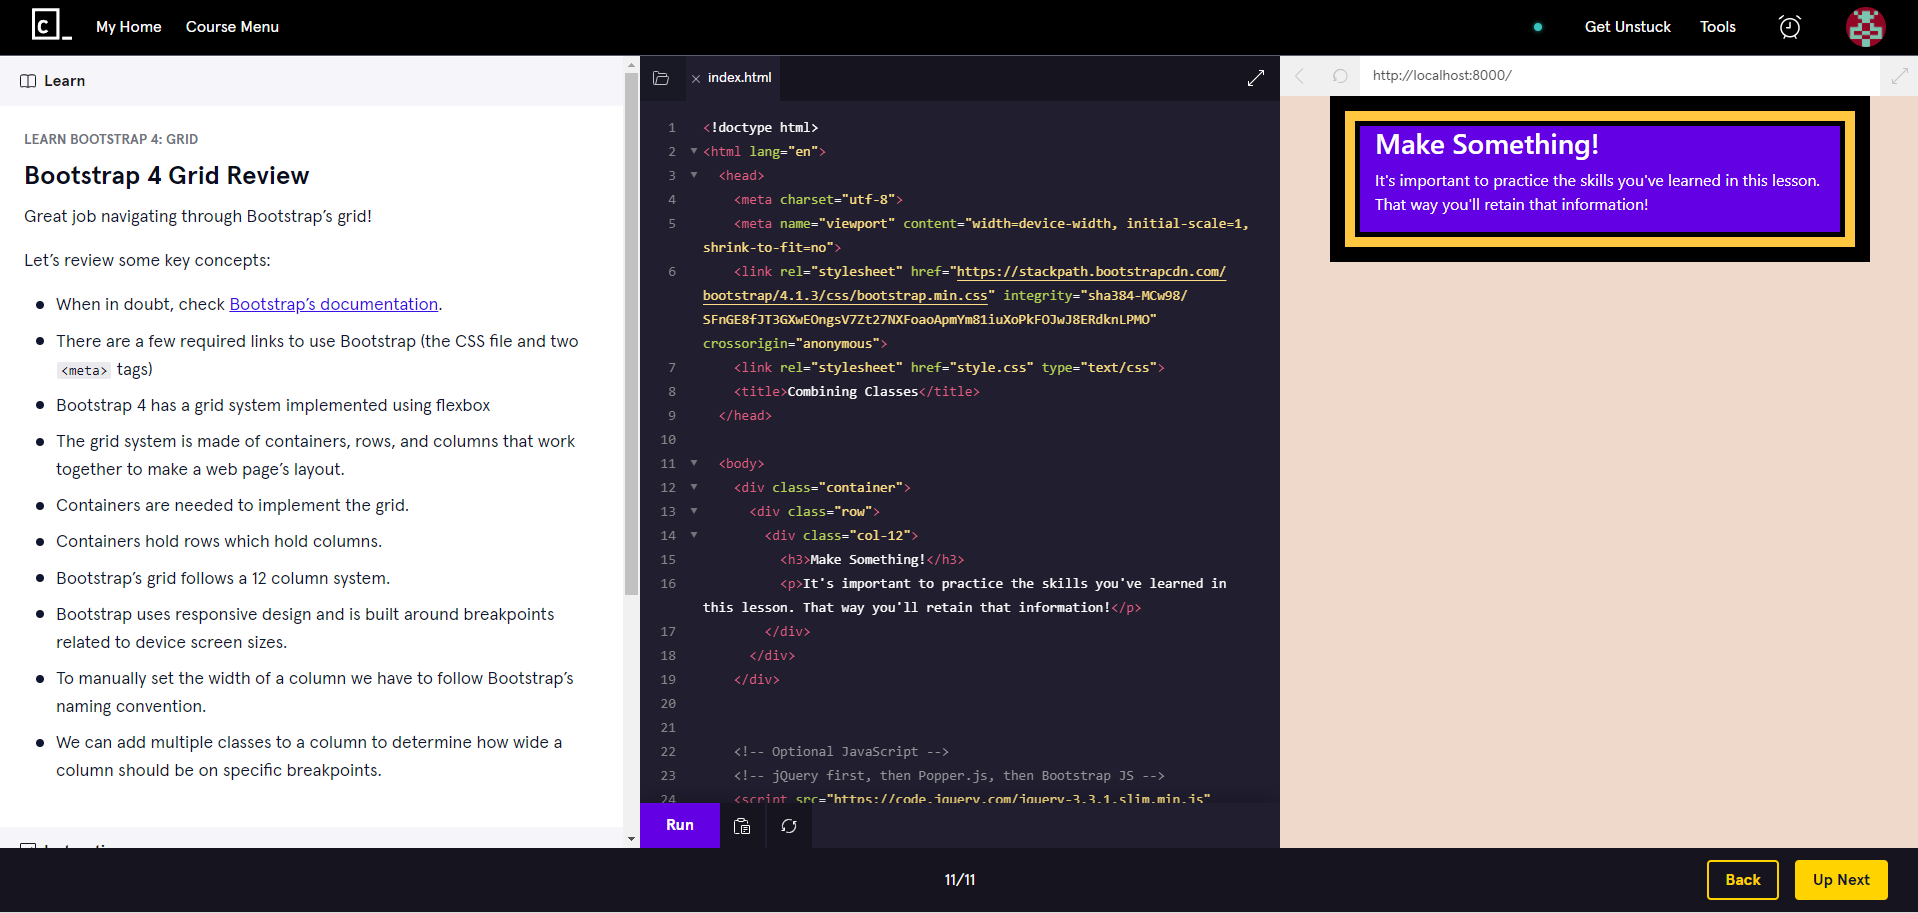 C_
My Home
Course Menu
Get Unstuck
Tools
Learn
LEARN BOOTSTRAP 4: GRID
Bootstrap 4 Grid Review
Great job navigating through Bootstrap’s grid!
Let’s review some key concepts:
When in doubt, check Bootstrap’s documentation.
There are a few required links to use Bootstrap (the CSS file and two
<meta> tags)
Bootstrap 4 has a grid system implemented using flexbox
The grid system is made of containers, rows, and columns that work
together to make a web page’s layout.
Containers are needed to implement the grid.
Containers hold rows which hold columns.
Bootstrap’s grid follows a 12 column system.
Bootstrap uses responsive design and is built around breakpoints
related to device screen sizes.
To manually set the width of a column we have to follow Bootstrap’s
naming convention.
We can add multiple classes to a column to determine how wide a
column should be on specific breakpoints.
index.html
1 <!doctype html>
2 <html lang="en">
3 <head>
4 <meta charset="utf-8">
5 <meta name="viewport" content="width=device-width, initial-scale=1,
shrink-to-fit=no">
6 <link rel="stylesheet" href="https://stackpath.bootstrapcdn.com/
bootstrap/4.1.3/css/bootstrap.min.css" integrity="sha384-MCw98/
SFnGE8fJT3GXwEOngsV7Zt27NXFoaoApmYm81iuXoPkFOJwJ8ERdknLPMO"
crossorigin="anonymous">
7 <link rel="stylesheet" href="style.css" type="text/css">
8 <title>Combining Classes</title>
9 </head>
10
11 <body>
12 <div class="container">
13 <div class="row">
14 <div class="col-12">
15 <h3>Make Something!</h3>
16 <p>It's important to practice the skills you've learned in
this lesson. That way you'll retain that information!</p>
17 </div>
18 </div>
19 </div>
20
21
22 <!-- Optional JavaScript -->
23 <!-- jQuery first, then Popper.js, then Bootstrap JS -->
24 <script src="https://code.jquery.com/jquery-3.3.1.slim.min.js"
Run
http://localhost:8000/
Make Something!
It's important to practice the skills you've learned in this lesson.
That way you'll retain that information!
11/11
Back
Up Next